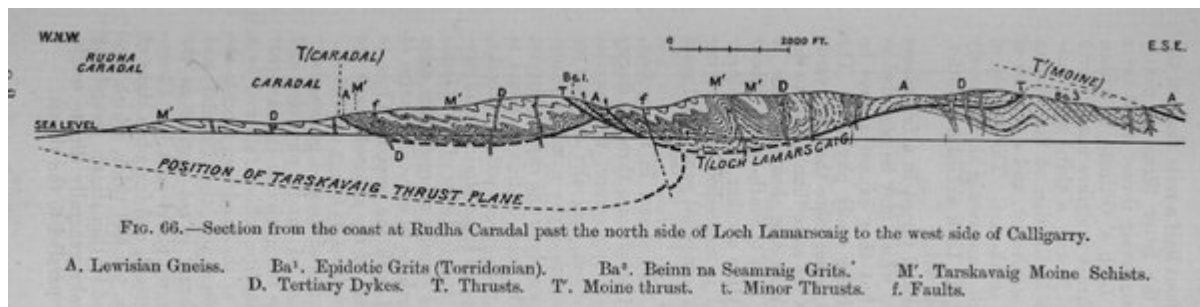 W.N.W.
E.S.E.
RUDHA
CARADAL
CARADAL
T(CARADAL)
A M'
f
M'
D
M'
D
T
Ba.1.
t A t
f
M' M' D
0 2000 FT.
A
D
T
T'(MOINE)
A
SEA LEVEL
D
T(LOCH LAMARSCAIG)
POSITION OF TARSKAVAIG THRUST PLANE
FIG. 66.—Section from the coast at Rudha Caradal past the north side of Loch Lamarscaig to the west side of Calligarry.
A. Lewisian Gneiss. Ba¹. Epidotic Grits (Torridonian). Ba². Beinn na Seamraig Grits. M'. Tarskavaig Moine Schists.
D. Tertiary Dykes. T. Thrusts. T'. Moine thrust. t. Minor Thrusts. f. Faults.